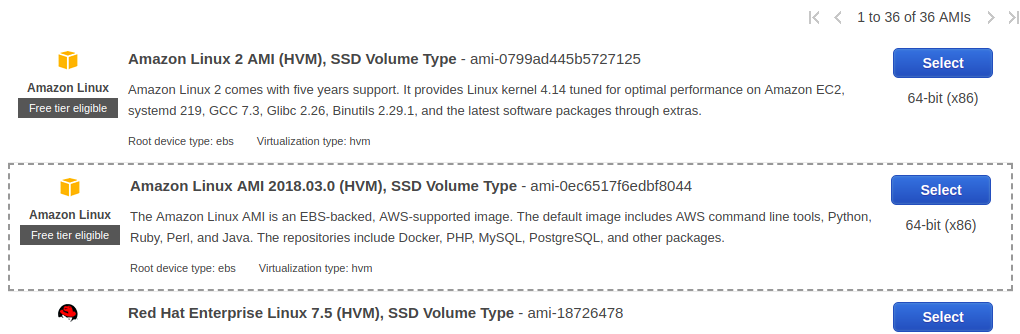 1 to 36 of 36 AMIs
Amazon Linux 2 AMI (HVM), SSD Volume Type - ami-0799ad445b5727125
Select
Amazon Linux
Free tier eligible
Amazon Linux 2 comes with five years support. It provides Linux kernel 4.14 tuned for optimal performance on Amazon EC2,
systemd 219, GCC 7.3, Glibc 2.26, Binutils 2.29.1, and the latest software packages through extras.
64-bit (x86)
Root device type: ebs Virtualization type: hvm
Amazon Linux AMI 2018.03.0 (HVM), SSD Volume Type - ami-0ec6517f6edbf8044
Select
Amazon Linux
Free tier eligible
The Amazon Linux AMI is an EBS-backed, AWS-supported image. The default image includes AWS command line tools, Python,
Ruby, Perl, and Java. The repositories include Docker, PHP, MySQL, PostgreSQL, and other packages.
64-bit (x86)
Root device type: ebs Virtualization type: hvm
Red Hat Enterprise Linux 7.5 (HVM), SSD Volume Type - ami-18726478
Select